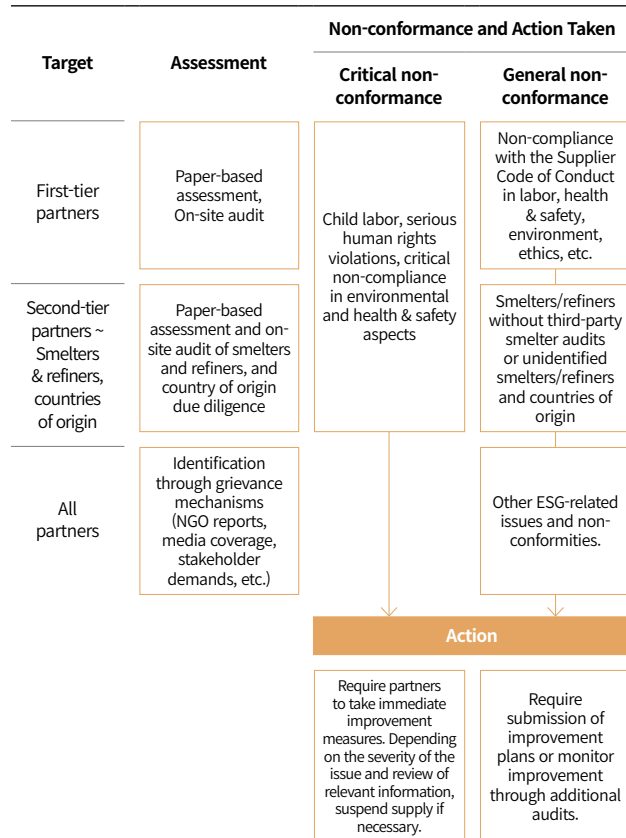 Non-conformance and Action Taken
Target
Assessment
Critical non-
conformance
General non-
conformance
First-tier
partners
Paper-based
assessment,
On-site audit
Child labor, serious
human rights
violations, critical
non-compliance
in environmental
and health & safety
aspects
Non-compliance
with the Supplier
Code of Conduct
in labor, health
& safety,
environment,
ethics, etc.
Second-tier
partners ~
Smelters
& refiners,
countries
of origin
Paper-based
assessment and on-
site audit of smelters
and refiners, and
country of origin
due diligence
Smelters/refiners
without third-party
smelter audits
or unidentified
smelters/refiners
and countries of
origin
All
partners
Identification
through grievance
mechanisms
(NGO reports,
media coverage,
stakeholder
demands, etc.)
Other ESG-related
issues and non-
conformities.
Action
Require partners
to take immediate
improvement
measures. Depending
on the severity of the
issue and review of
relevant information,
suspend supply if
necessary.
Require
submission of
improvement
plans or monitor
improvement
through additional
audits.